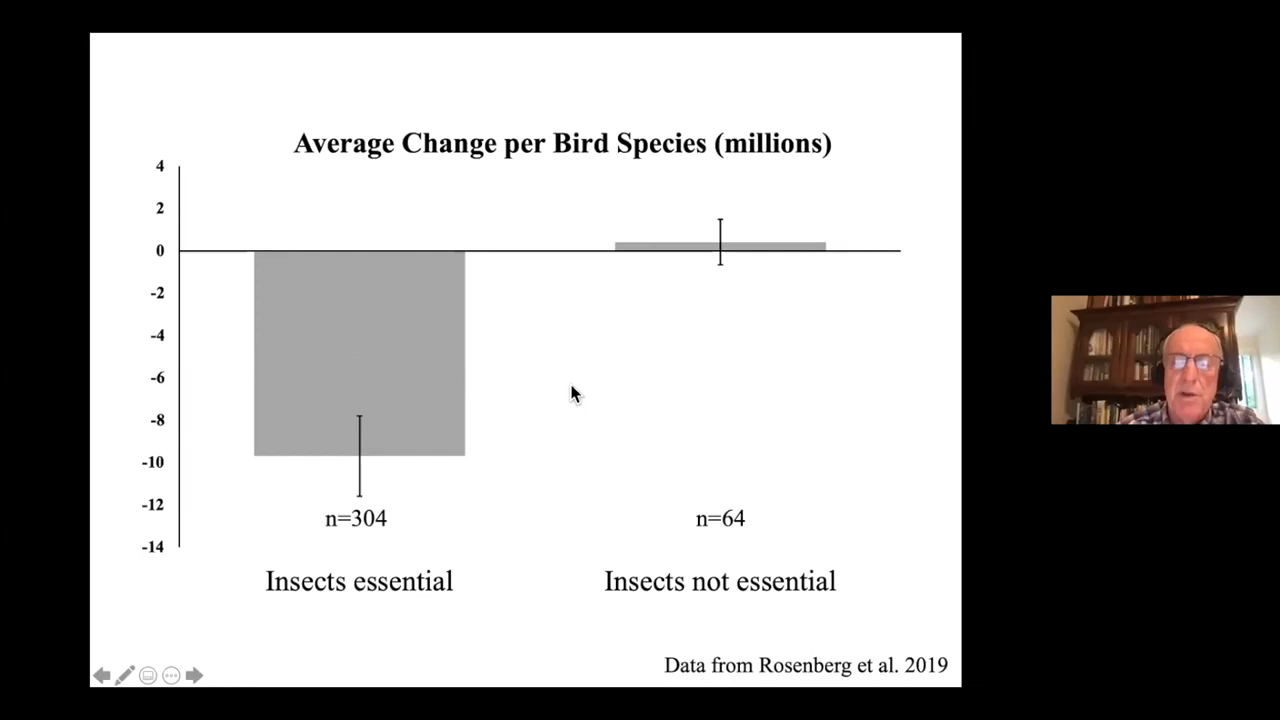 Average Change per Bird Species (millions)
4
2
0
-2
-4
-6
-8
-10
-12
-14
n=304
n=64
Insects essential
Insects not essential
Data from Rosenberg et al. 2019